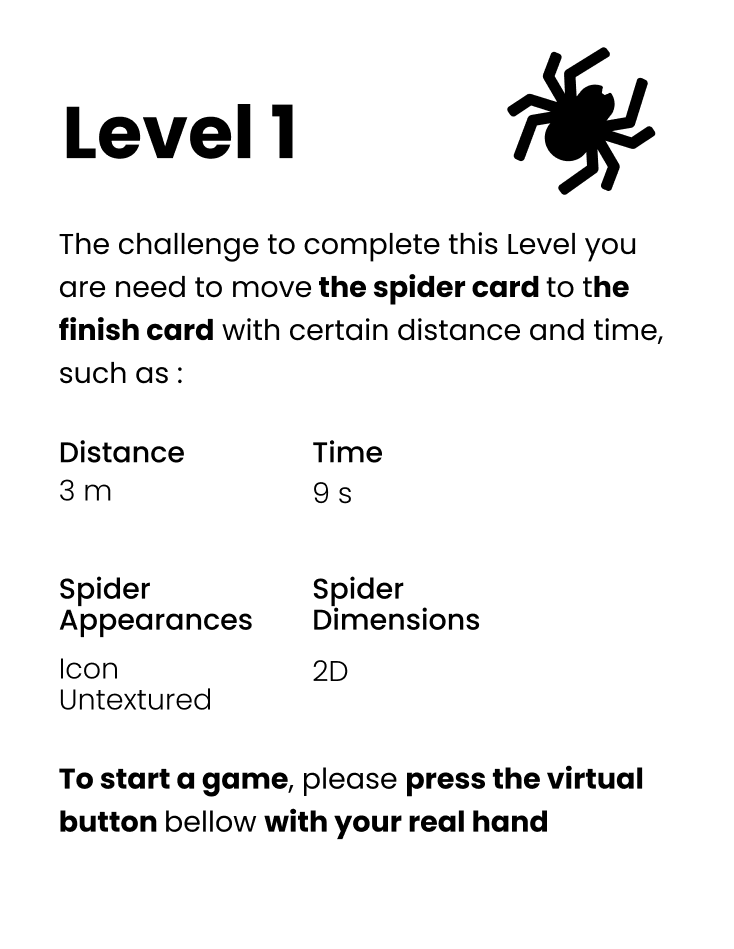 Level 1
The challenge to complete this Level you
are need to move the spider card to the
finish card with certain distance and time,
such as :
Distance
Time
3 m
9 s
Spider
Appearances
Spider
Dimensions
Icon
Untextured
2D
To start a game, please press the virtual
button bellow with your real hand